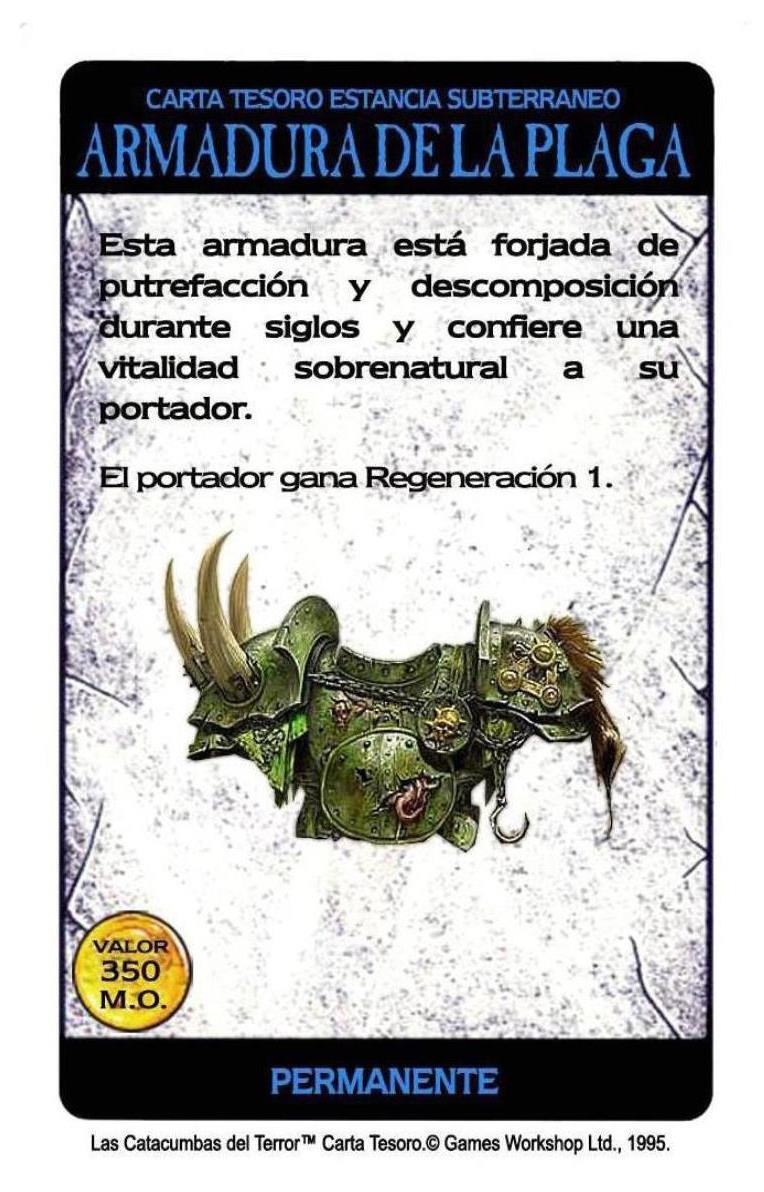 CARTA TESORO ESTANCIA SUBTERRANEO
ARMADURA DE LA PLAGA
Esta armadura está forjada de
putrefacción y descomposición
durante siglos y confiere una
vitalidad sobrenatural a su
portador.
El portador gana Regeneración 1.
VALOR
350
M.O.
PERMANENTE
Las Catacumbas del Terror™ Carta Tesoro.© Games Workshop Ltd., 1995.